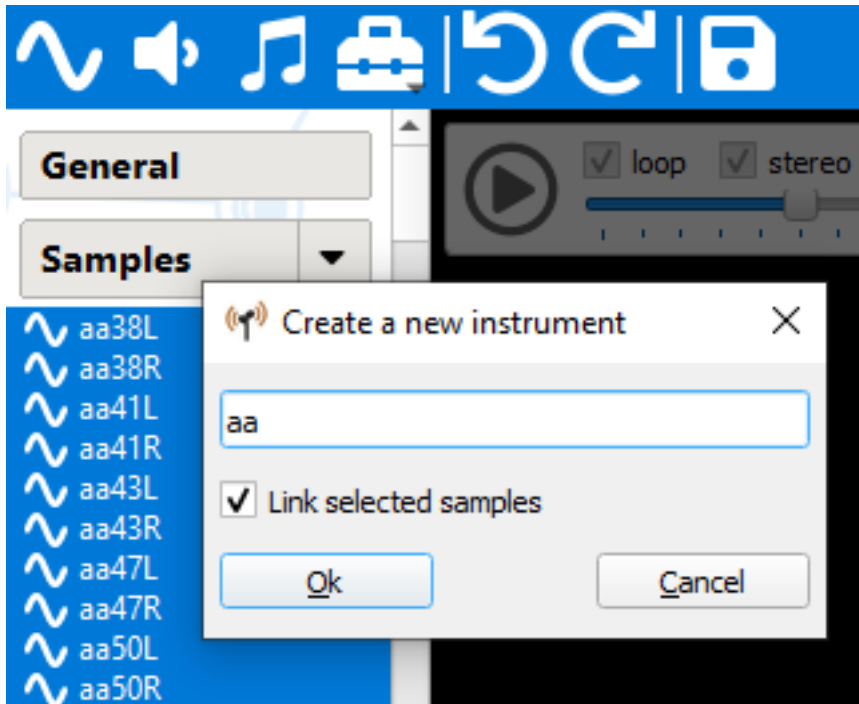 General
loop
stereo
Samples
Create a new instrument
aa38L
aa38R
aa41L
aa41R
aa43L
aa43R
aa47L
aa47R
aa50L
aa50R
aa
Link selected samples
Ok
Cancel